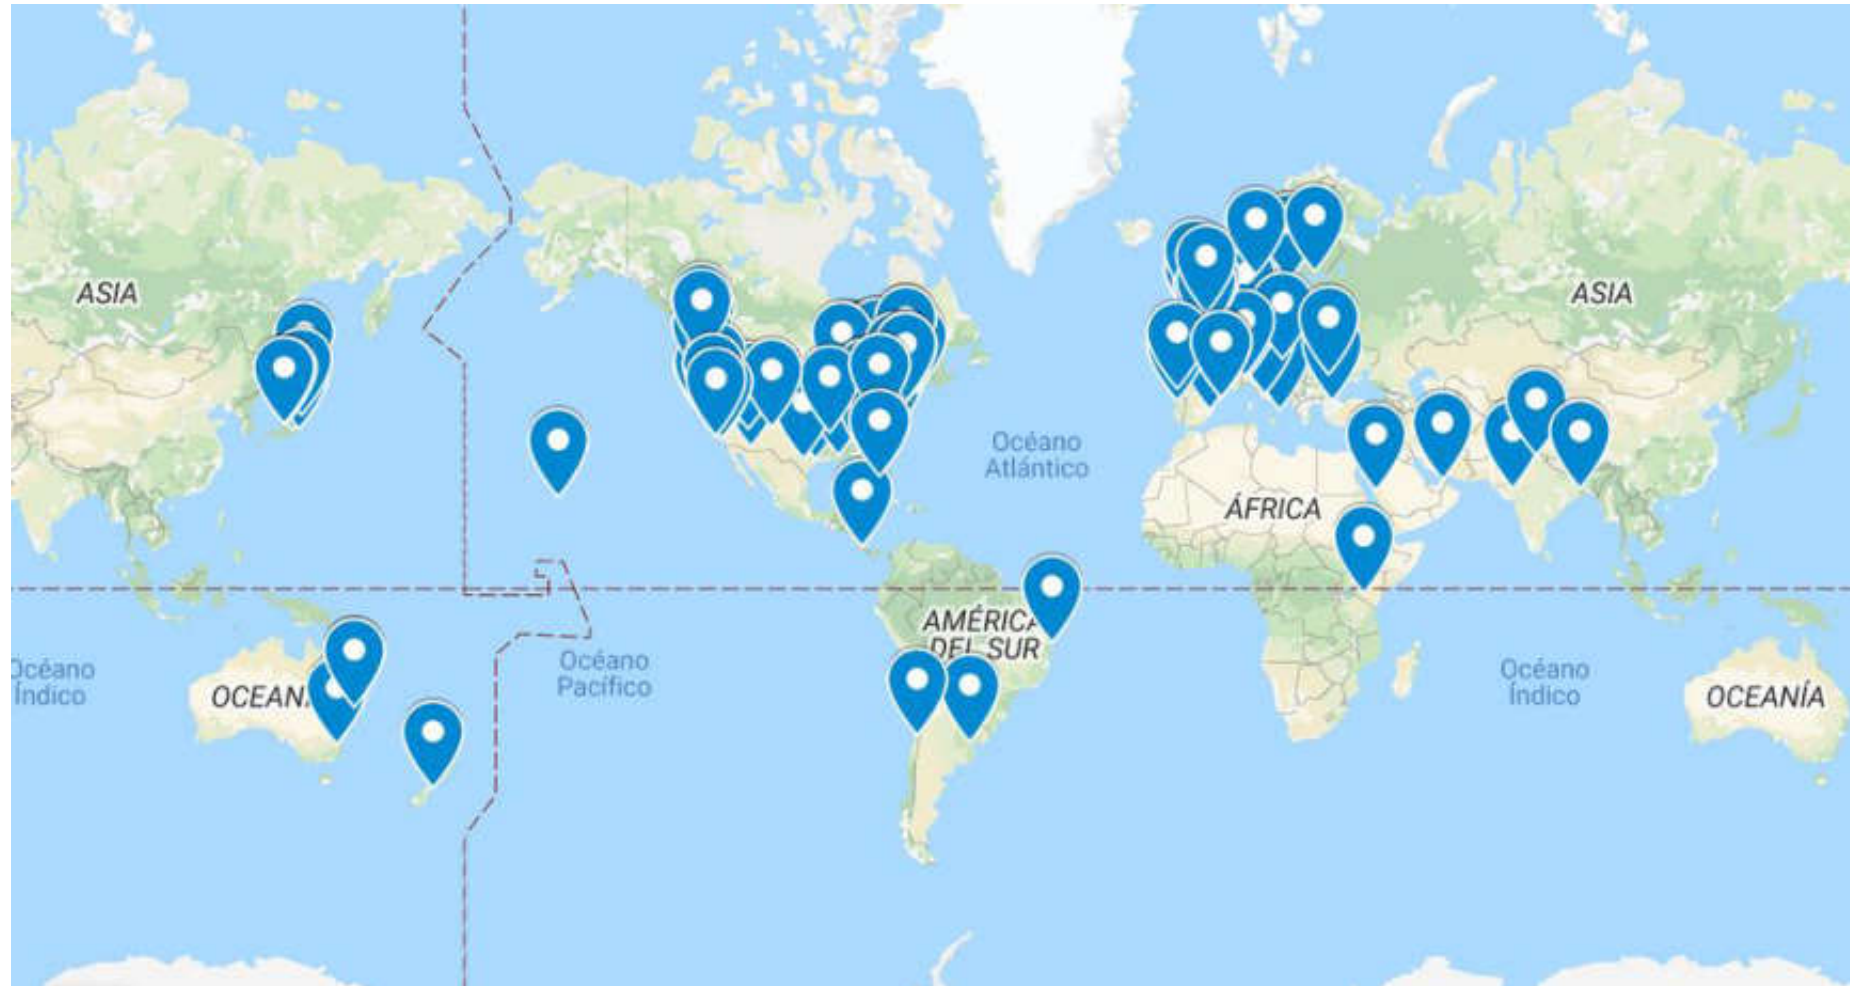 ASIA
ASIA
Océano
Atlántico
ÁFRICA
AMÉRICA
DEL SUR
Océano
Índico
OCEAN
Océano
Pacífico
Océano
Índico
OCEANÍA